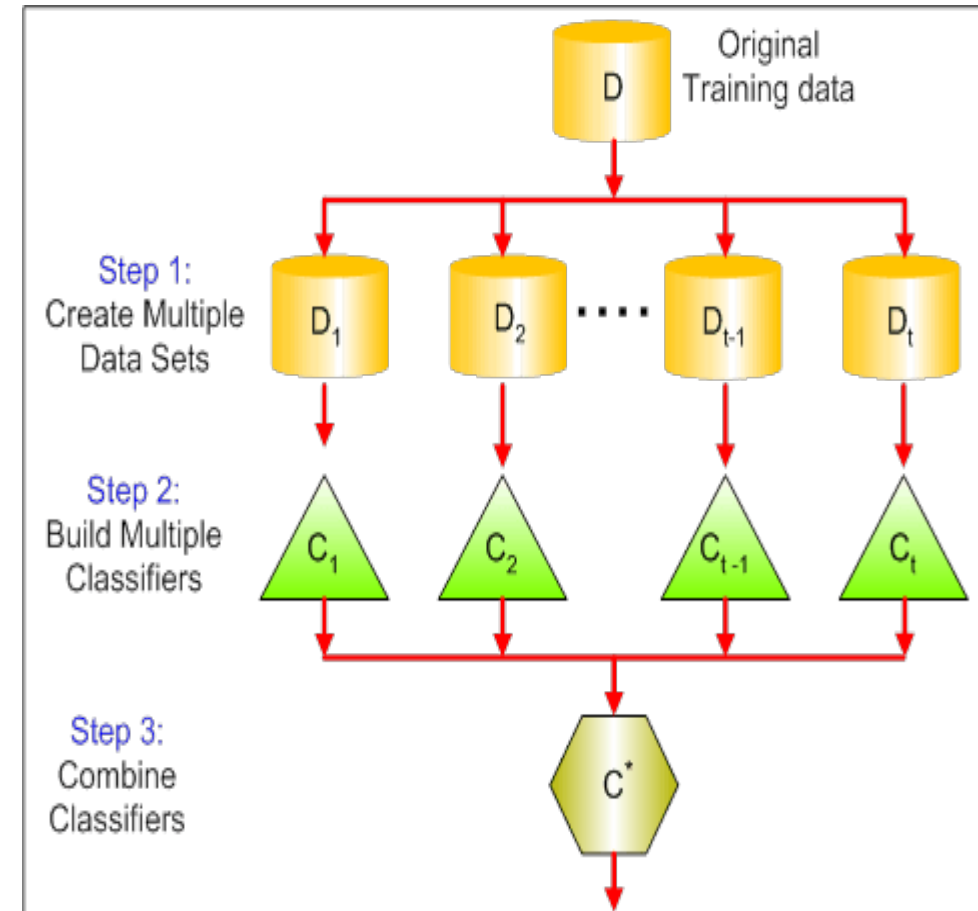 Original
Training data
D
Step 1:
Create Multiple
Data Sets
D₁
D₂
....
Dₜ₋₁
Dₜ
Step 2:
Build Multiple
Classifiers
C₁
C₂
Cₜ ₋₁
Cₜ
Step 3:
Combine
Classifiers
C*